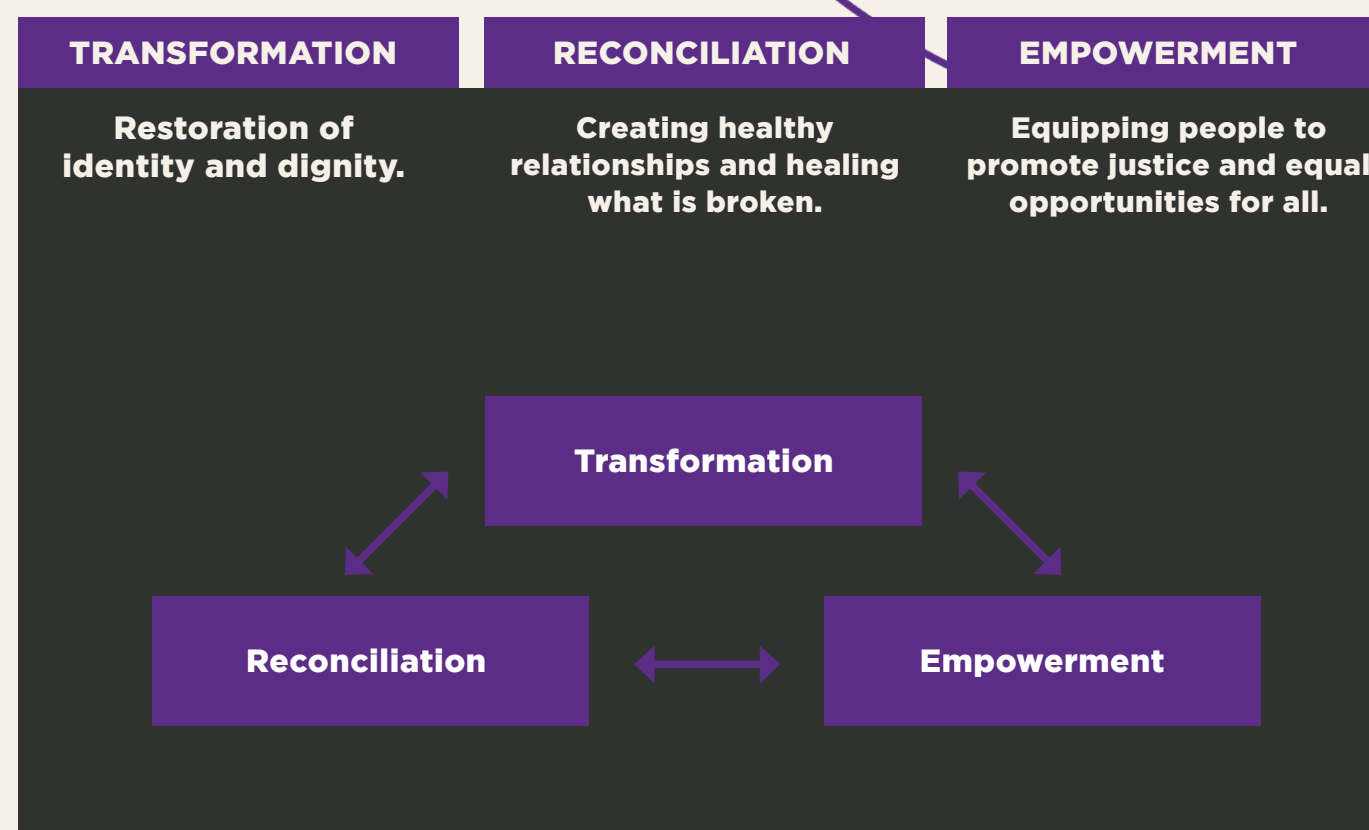 TRANSFORMATION
Restoration of
identity and dignity.
RECONCILIATION
Creating healthy
relationships and healing
what is broken.
EMPOWERMENT
Equipping people to
promote justice and equal
opportunities for all.
Transformation
Reconciliation
Empowerment